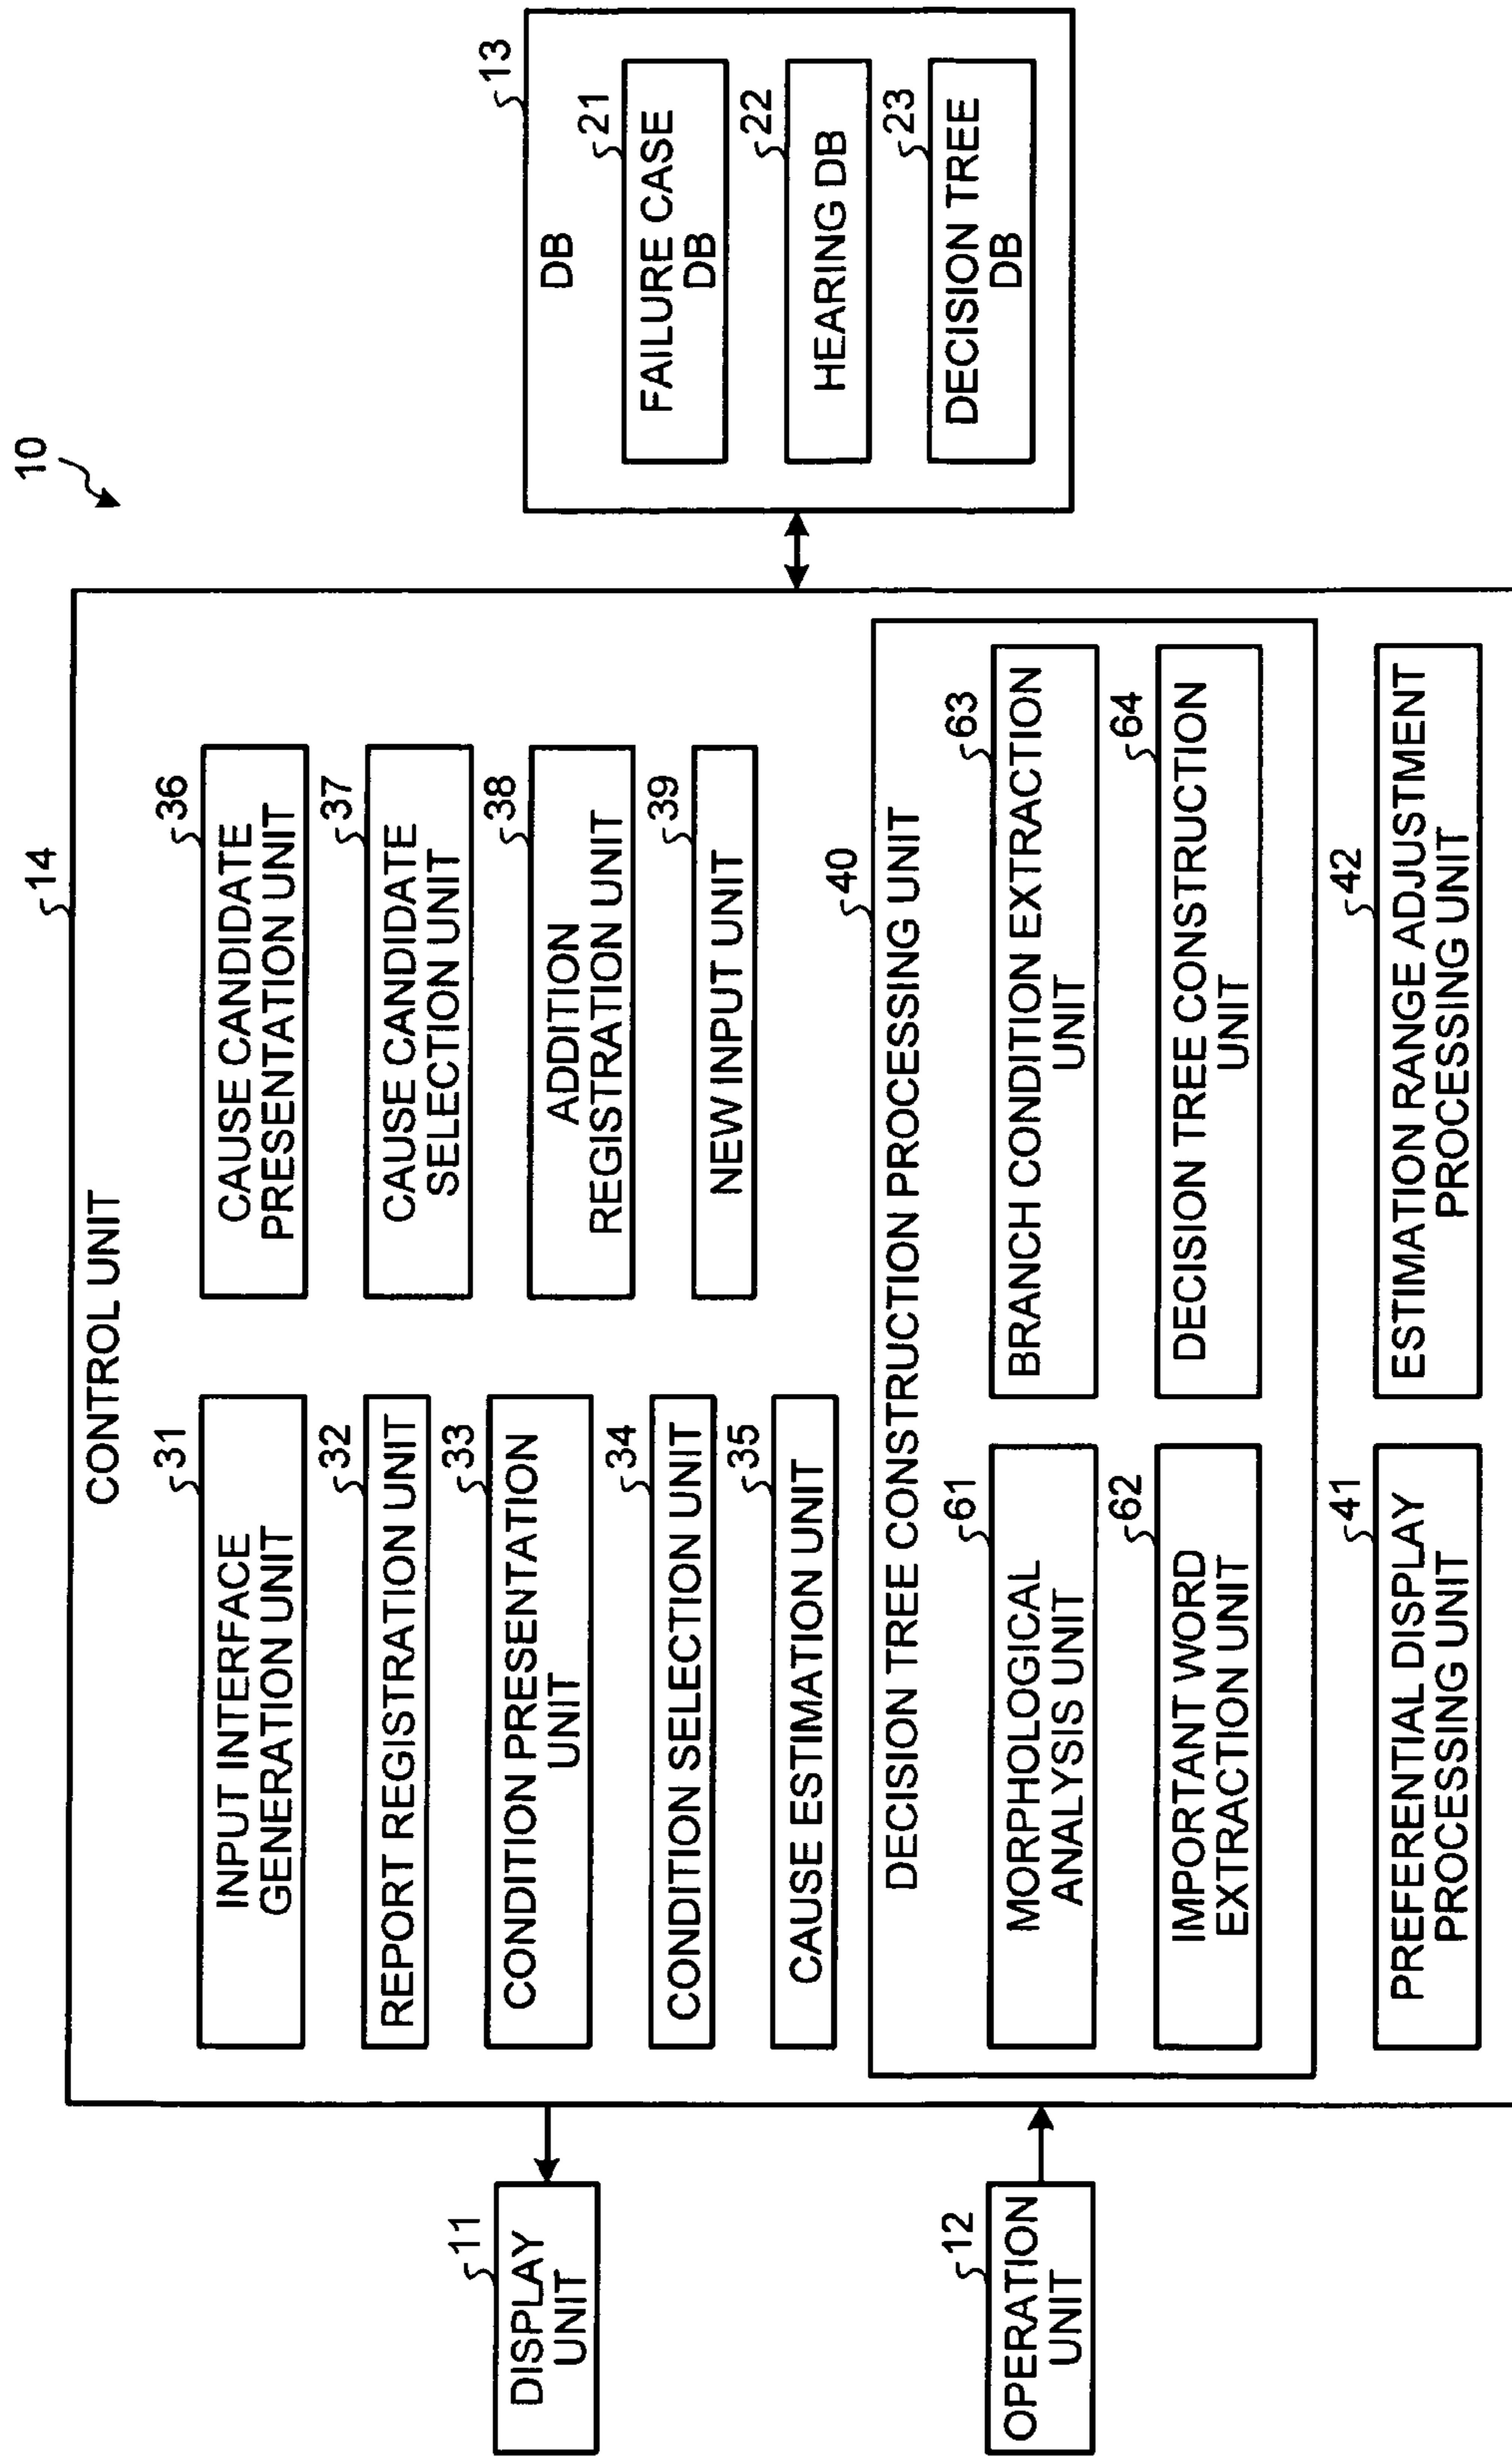 10
11
DISPLAY
UNIT
12
OPERATION
UNIT
14
CONTROL UNIT
31
INPUT INTERFACE
GENERATION UNIT
32
REPORT REGISTRATION UNIT
33
CONDITION PRESENTATION
UNIT
34
CONDITION SELECTION UNIT
35
CAUSE ESTIMATION UNIT
36
CAUSE CANDIDATE
PRESENTATION UNIT
37
CAUSE CANDIDATE
SELECTION UNIT
38
ADDITION
REGISTRATION UNIT
39
NEW INPUT UNIT
40
DECISION TREE CONSTRUCTION PROCESSING UNIT
61
MORPHOLOGICAL
ANALYSIS UNIT
62
IMPORTANT WORD
EXTRACTION UNIT
63
BRANCH CONDITION EXTRACTION
UNIT
64
DECISION TREE CONSTRUCTION
UNIT
41
PREFERENTIAL DISPLAY
PROCESSING UNIT
42
ESTIMATION RANGE ADJUSTMENT
PROCESSING UNIT
13
DB
21
FAILURE CASE
DB
22
HEARING DB
23
DECISION TREE
DB